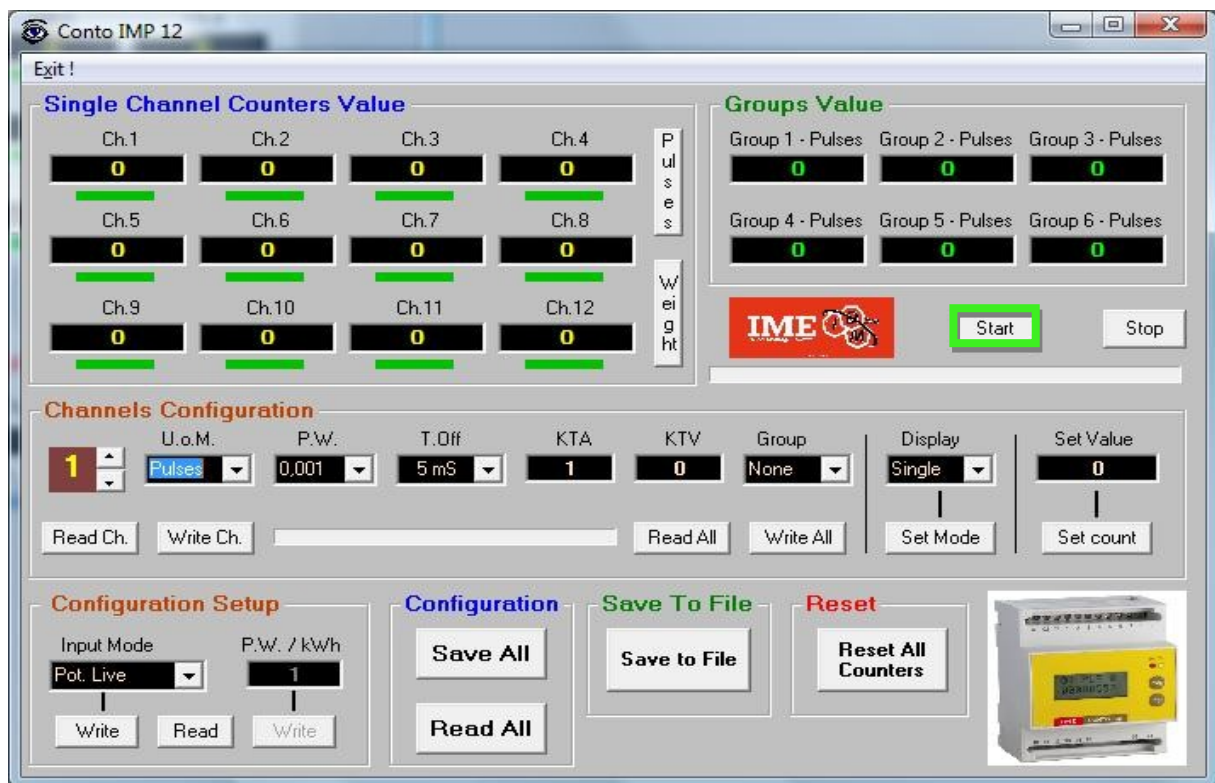 Conto IMP 12
Exit !
Single Channel Counters Value
Ch.1 Ch.2 Ch.3 Ch.4
0 0 0 0
Ch.5 Ch.6 Ch.7 Ch.8
0 0 0 0
Ch.9 Ch.10 Ch.11 Ch.12
0 0 0 0
Pulses
Weight
Groups Value
Group 1 - Pulses Group 2 - Pulses Group 3 - Pulses
0 0 0
Group 4 - Pulses Group 5 - Pulses Group 6 - Pulses
0 0 0
IME
Start Stop
Channels Configuration
U.o.M. P.W. T.Off KTA KTV Group Display Set Value
1 Pulses 0,001 5 mS 1 0 None Single 0
Read Ch. Write Ch. Read All Write All Set Mode Set count
Configuration Setup
Input Mode P.W. / kWh
Pot. Live 1
Write Read Write
Configuration
Save All
Read All
Save To File
Save to File
Reset
Reset All
Counters